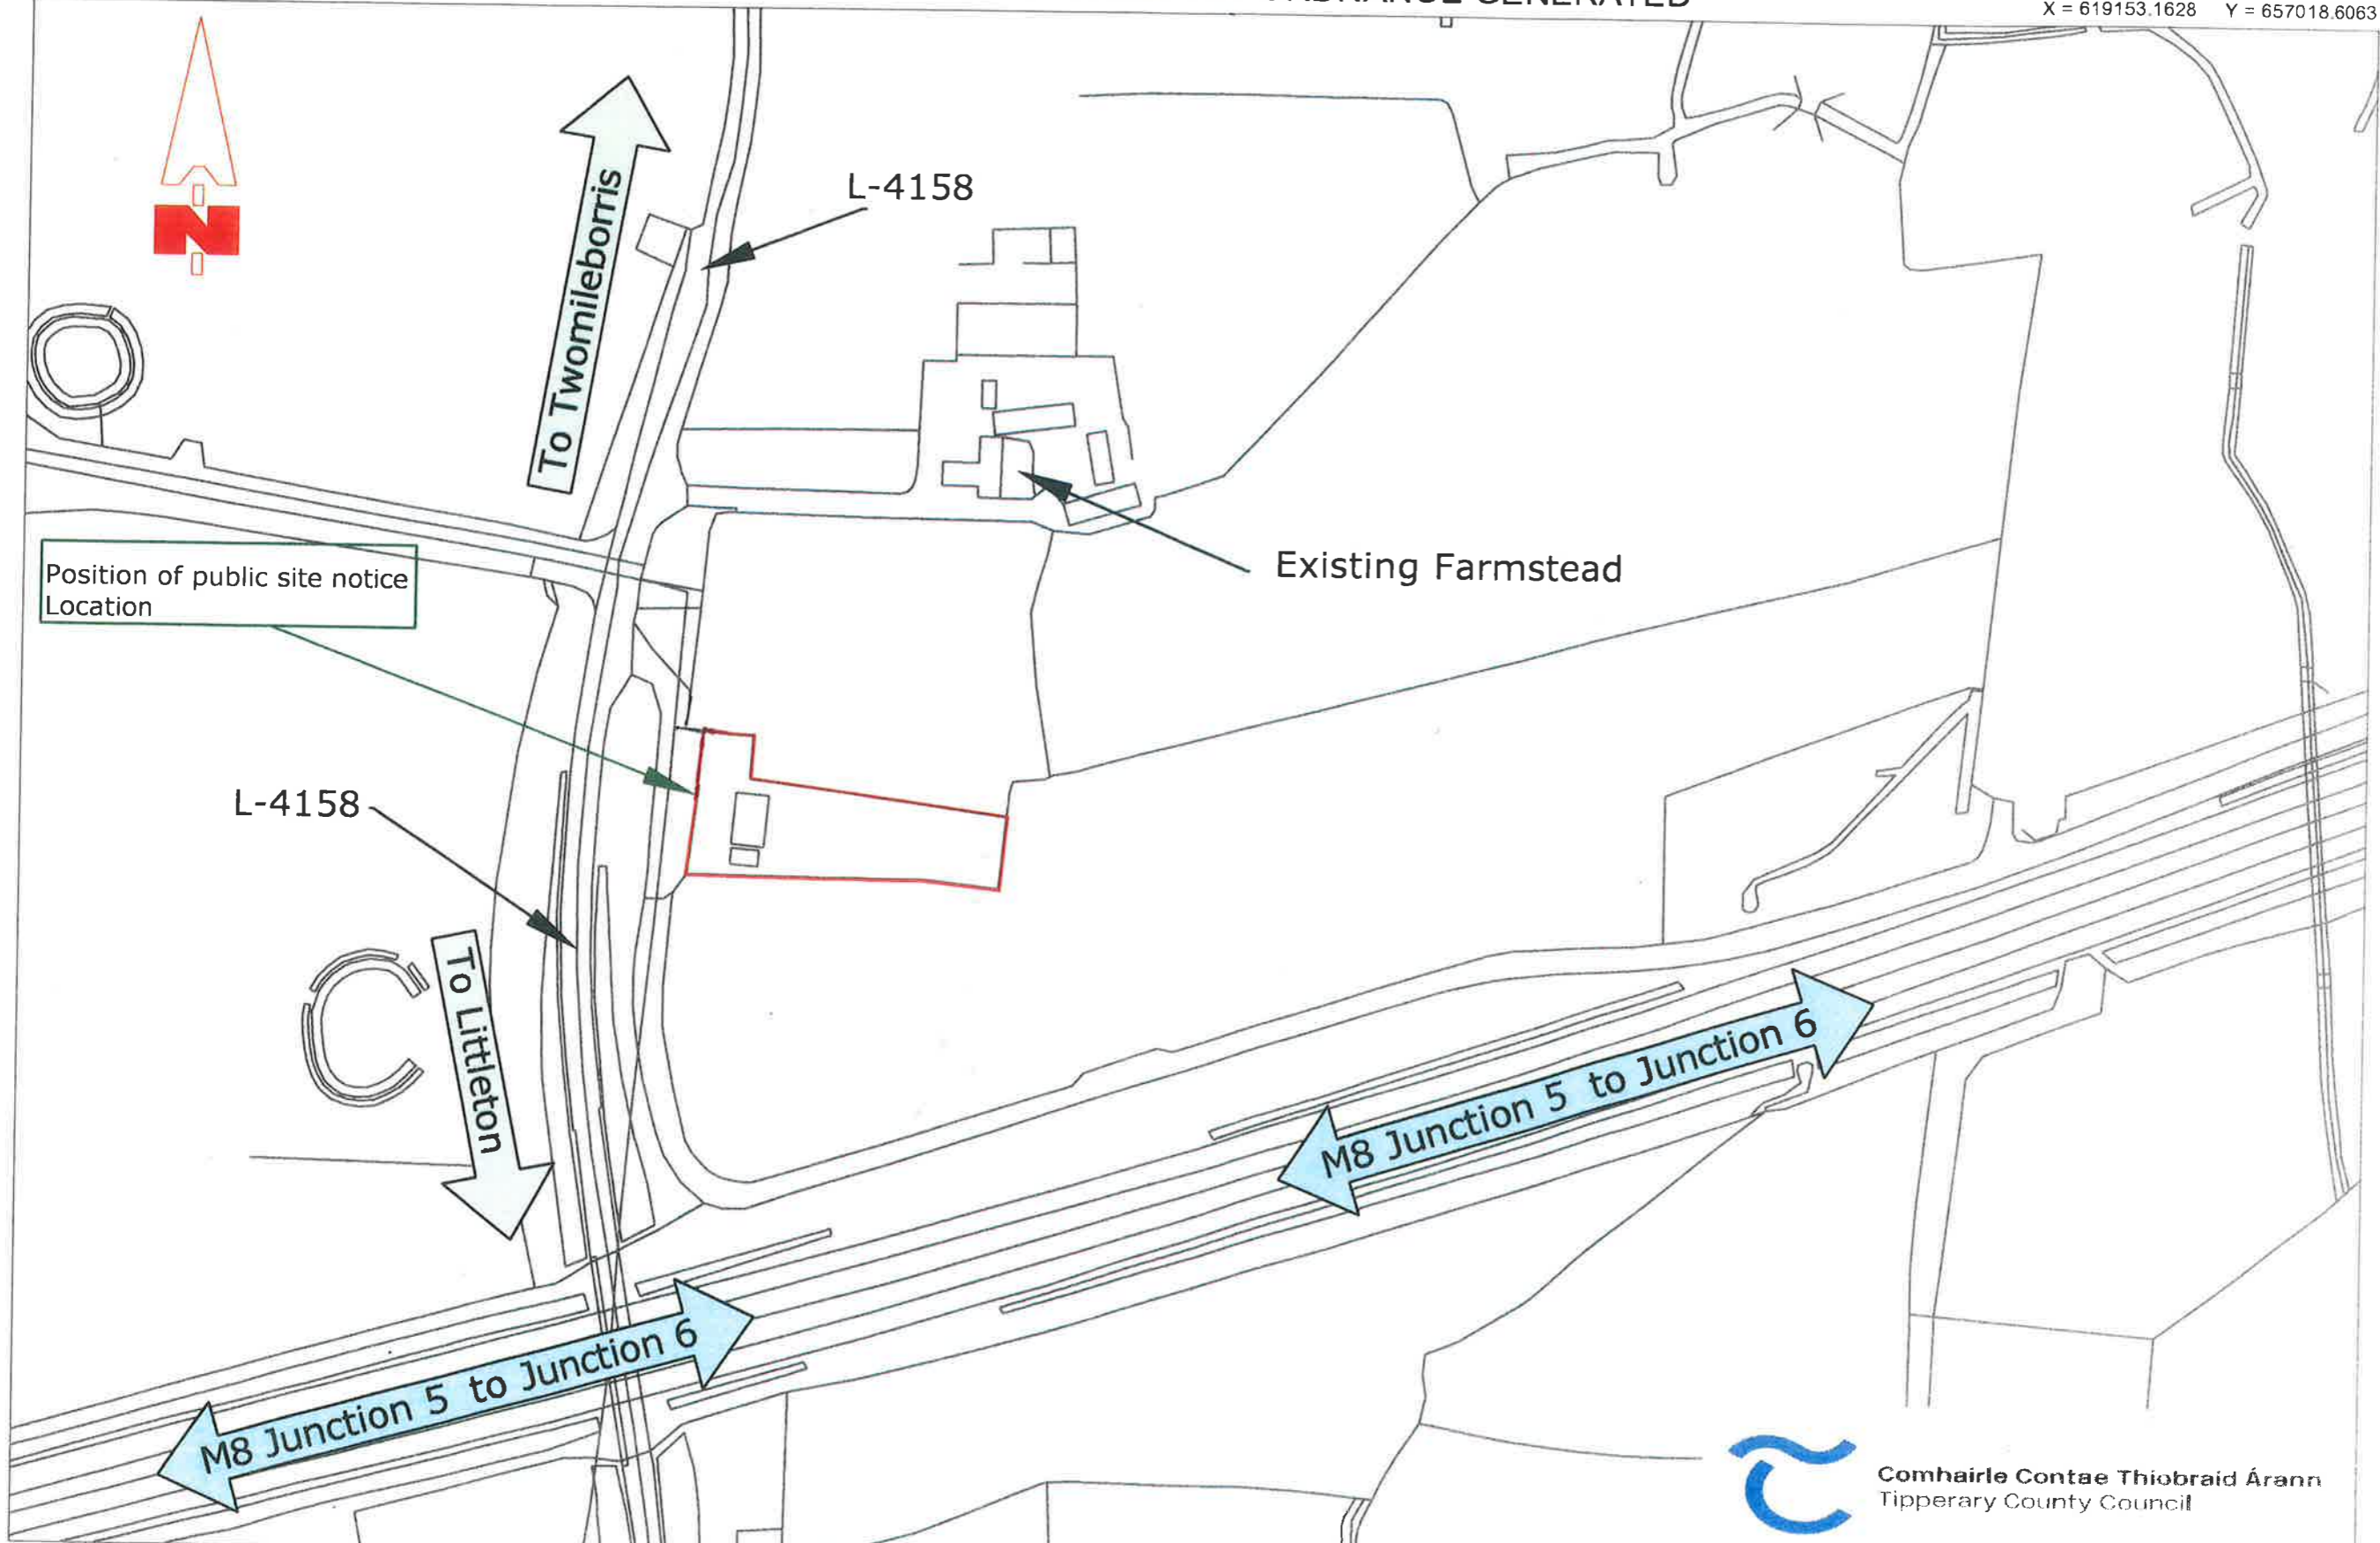 X = 619153.1628 Y = 657018.6063
N
To Twomileborris
L-4158
Existing Farmstead
Position of public site notice
Location
L-4158
To Littleton
M8 Junction 5 to Junction 6
M8 Junction 5 to Junction 6
Comhairle Contae Thiobraid Árann
Tipperary County Council